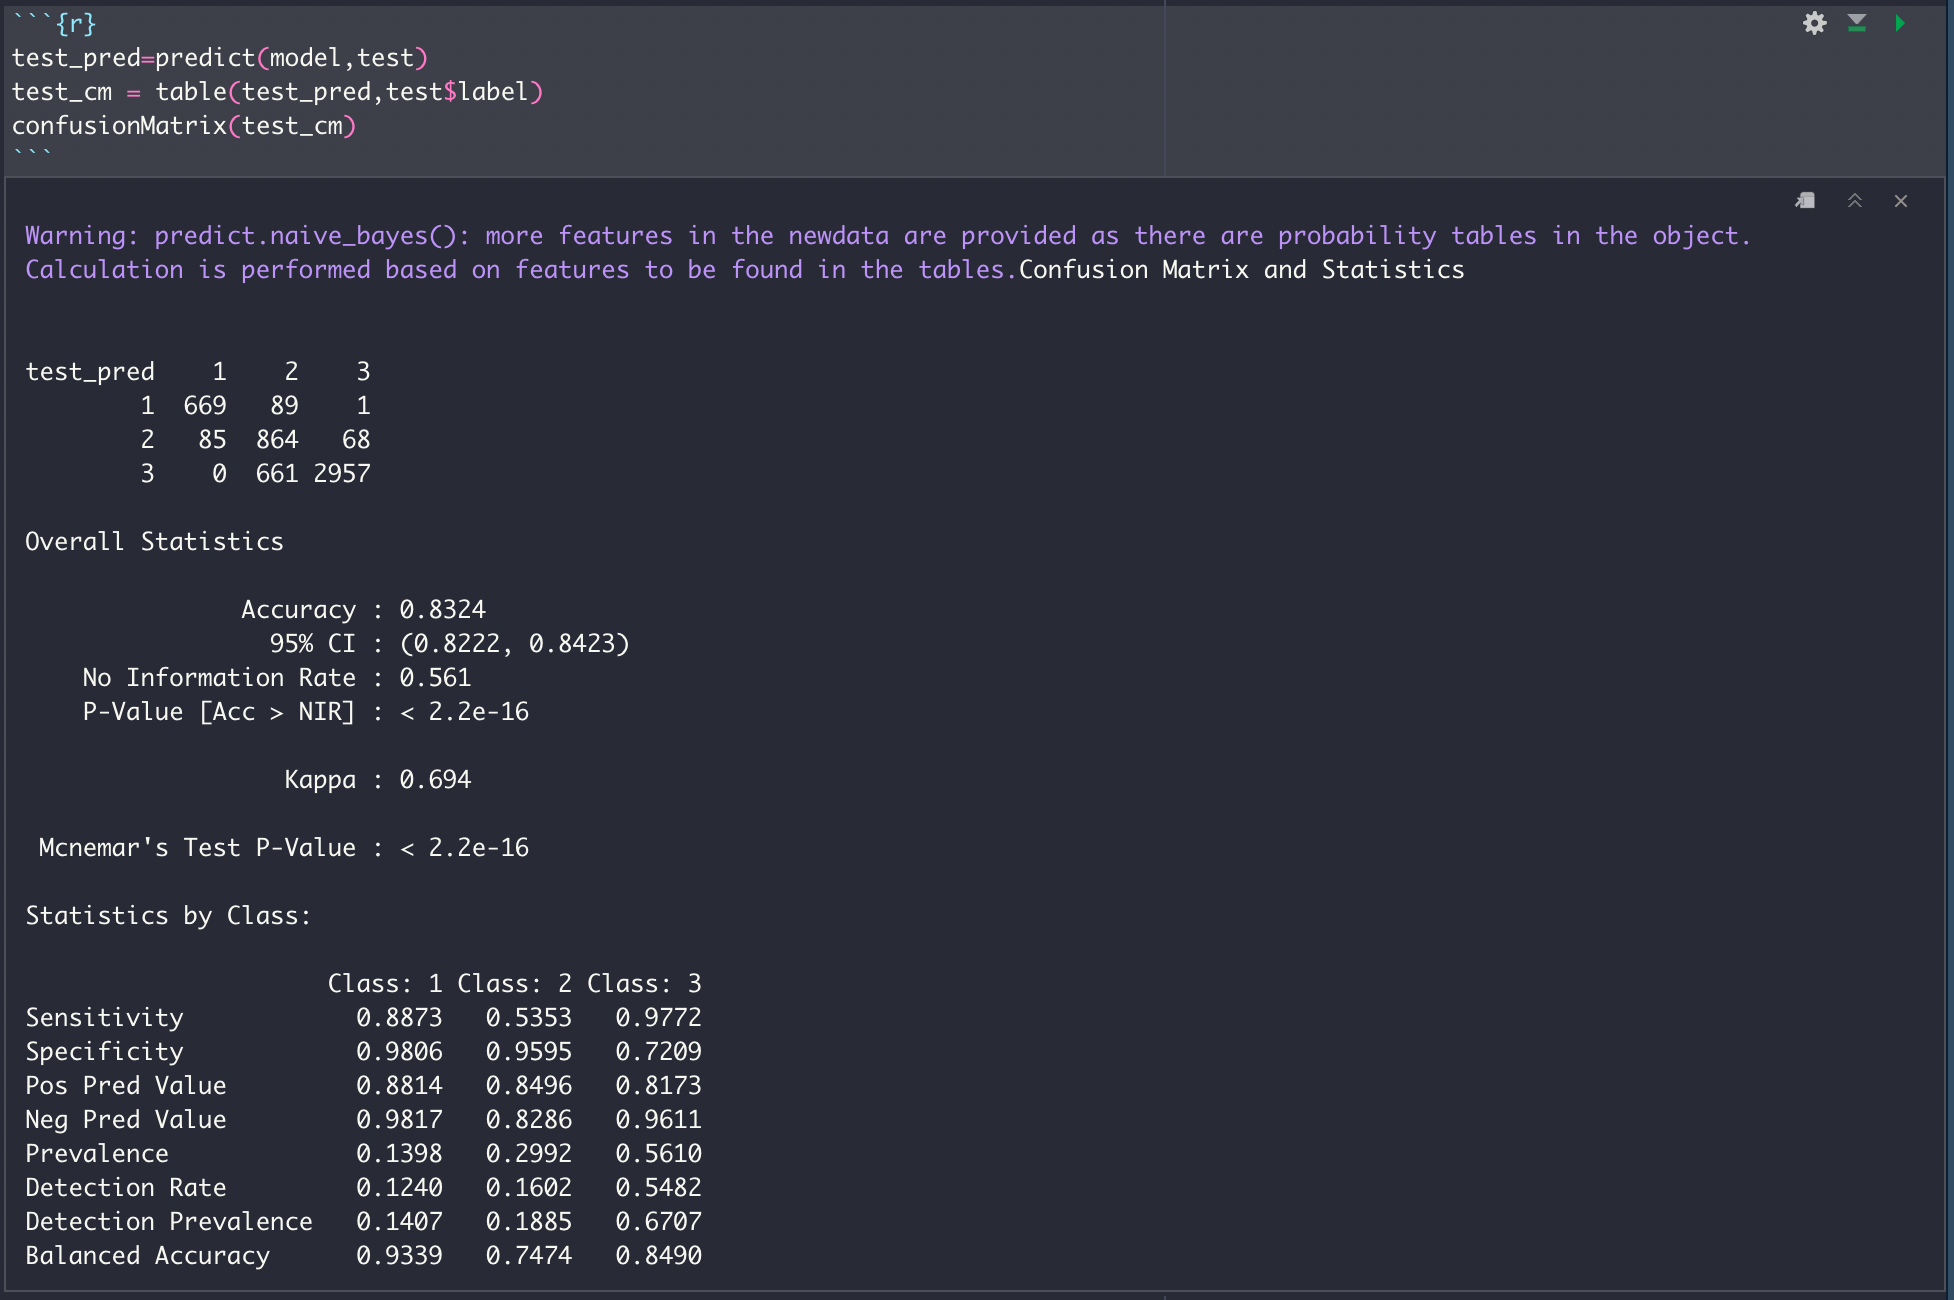 ```{r}
test_pred=predict(model,test)
test_cm = table(test_pred,test$label)
confusionMatrix(test_cm)
```
Warning: predict.naive_bayes(): more features in the newdata are provided as there are probability tables in the object.
Calculation is performed based on features to be found in the tables.Confusion Matrix and Statistics
test_pred    1    2    3
        1  669   89    1
        2   85  864   68
        3    0  661 2957
Overall Statistics
               Accuracy : 0.8324
                 95% CI : (0.8222, 0.8423)
    No Information Rate : 0.561
    P-Value [Acc > NIR] : < 2.2e-16
                  Kappa : 0.694
 Mcnemar's Test P-Value : < 2.2e-16
Statistics by Class:
                     Class: 1 Class: 2 Class: 3
Sensitivity            0.8873   0.5353   0.9772
Specificity            0.9806   0.9595   0.7209
Pos Pred Value         0.8814   0.8496   0.8173
Neg Pred Value         0.9817   0.8286   0.9611
Prevalence             0.1398   0.2992   0.5610
Detection Rate         0.1240   0.1602   0.5482
Detection Prevalence   0.1407   0.1885   0.6707
Balanced Accuracy      0.9339   0.7474   0.8490